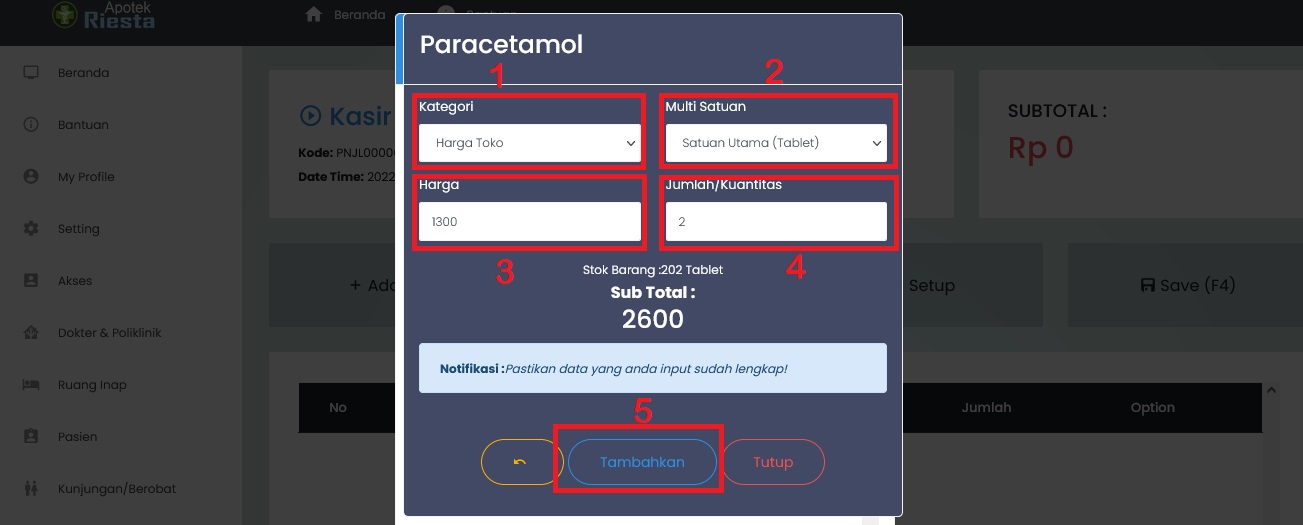 Apotek
Riesta
Beranda
Beranda
Bantuan
My Profile
Setting
Akses
Dokter & Poliklinik
Ruang Inap
Pasien
Kunjungan/Berobat
Kasir
Kode: PNJL0000
Date Time: 2022
SUBTOTAL :
Rp 0
Setup
Save (F4)
No
Jumlah
Option
Paracetamol
1
2
Kategori
Multi Satuan
Harga Toko
Satuan Utama (Tablet)
Harga
Jumlah/Kuantitas
1300
2
3
4
Stok Barang :202 Tablet
Sub Total :
2600
Notifikasi :Pastikan data yang anda input sudah lengkap!
5
Tambahkan
Tutup